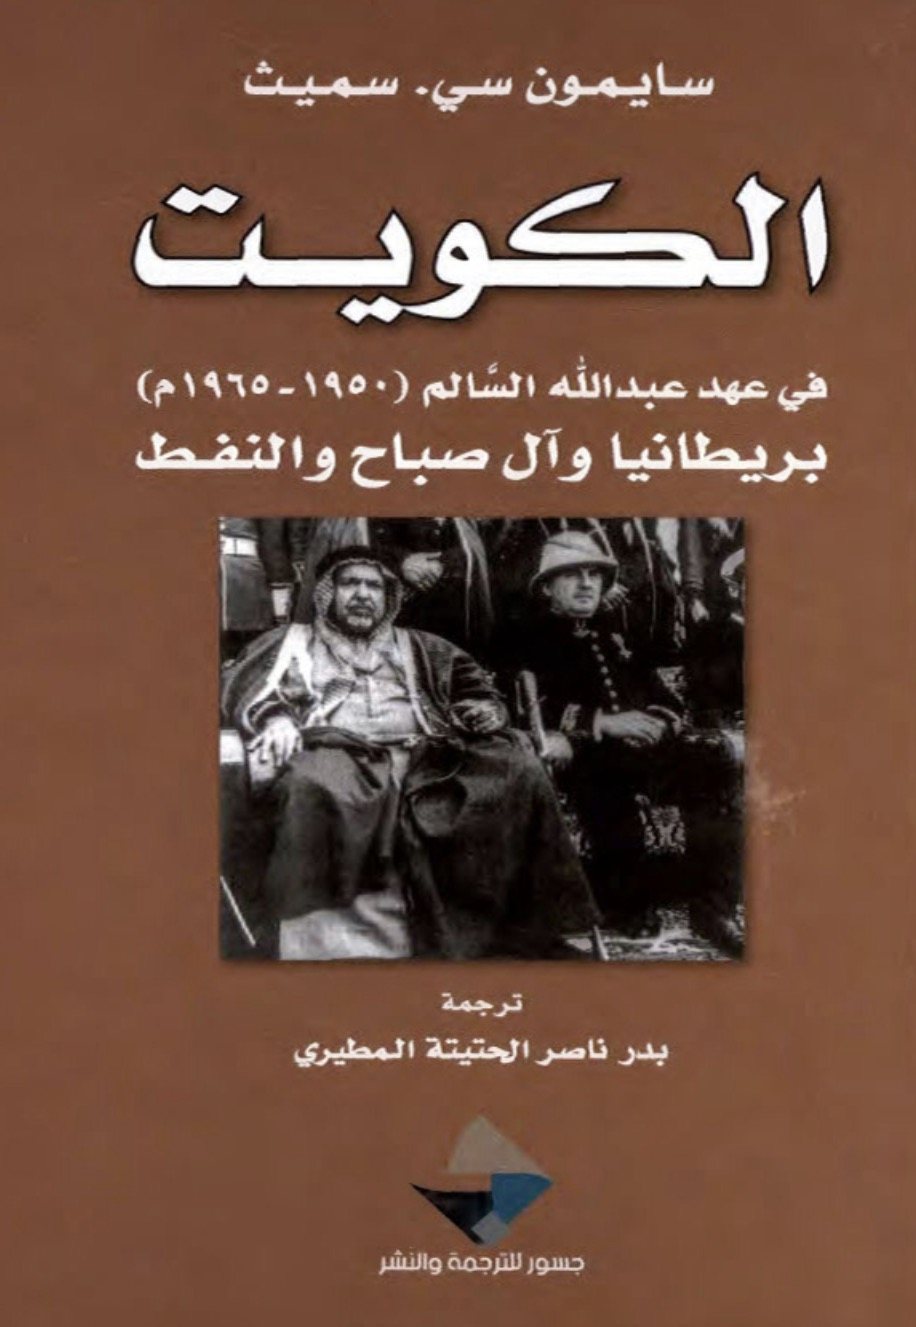 سايمون سي. سميث
الكويت
في عهد عبدالله السَّالم (١٩٥٠-١٩٦٥م)
بريطانيا وآل صباح والنفط
ترجمة
بدر ناصر الحتيتة المطيري
جسور للترجمة والنشر